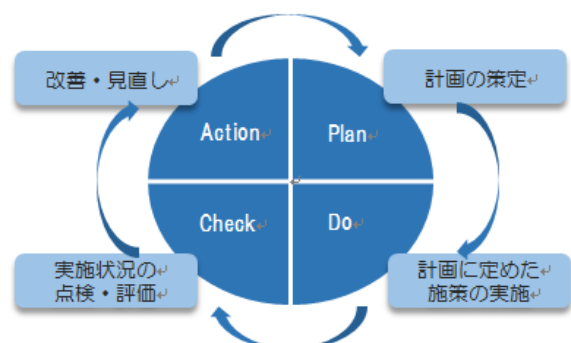 改善・見直し
計画の策定
Action
Plan
Check
Do
実施状況の
点検・評価
計画に定めた
施策の実施